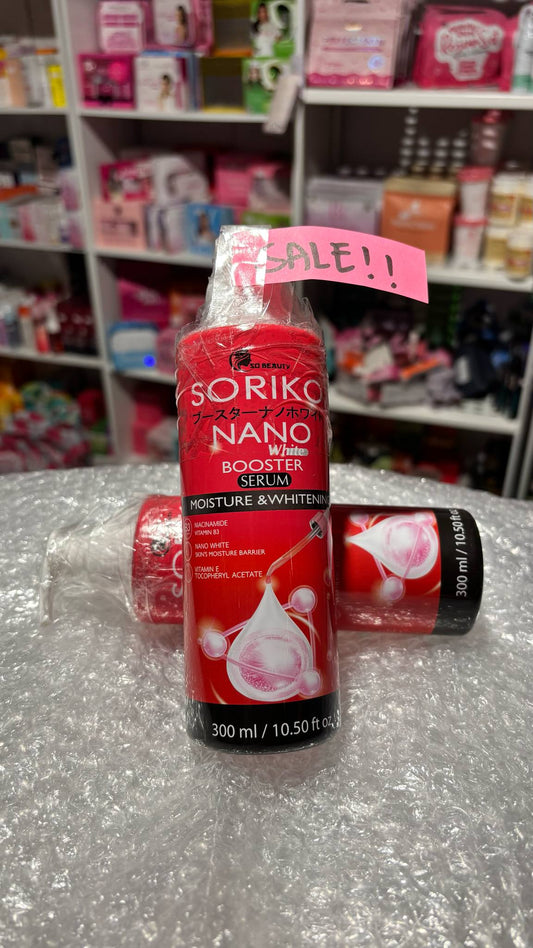 SALE!!
SO BEAUTY
SORIKO
ブースターナノホワイ
NANO
White
BOOSTER
SERUM
MOISTURE & WHITENING
NIACINAMIDE
VITAMIN B3
NANO WHITE
SKIN'S MOISTURE BARRIER
VITAMIN E
TOCOPHERYL ACETATE
300 ml / 10.50 ft oz
300 ml / 10.50 ft